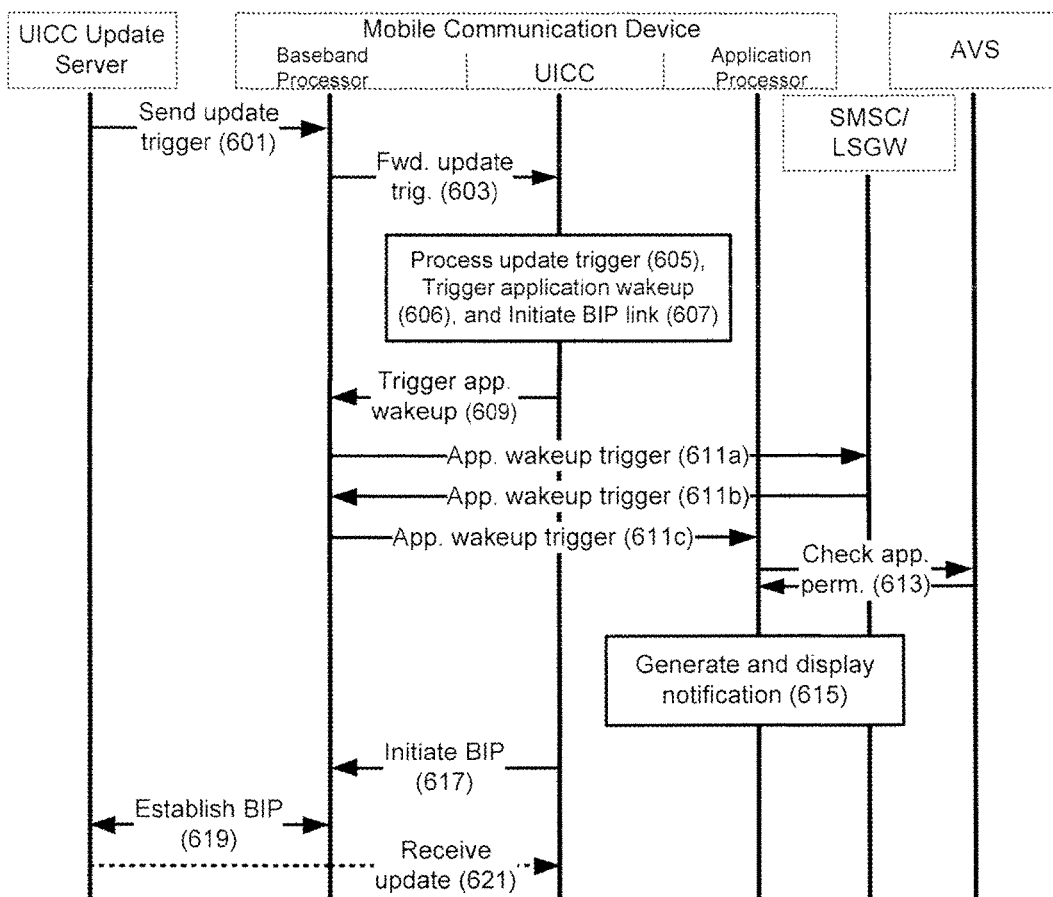 UICC Update
Server
Mobile Communication Device
Baseband
Processor
UICC
Application
Processor
AVS
SMSC/
LSGW
Send update
trigger (601)
Fwd. update
trig. (603)
Process update trigger (605),
Trigger application wakeup
(606), and Initiate BIP link (607)
Trigger app.
wakeup (609)
App. wakeup trigger (611a)
App. wakeup trigger (611b)
App. wakeup trigger (611c)
Check app.
perm. (613)
Generate and display
notification (615)
Initiate BIP
(617)
Establish BIP
(619)
Receive
update (621)